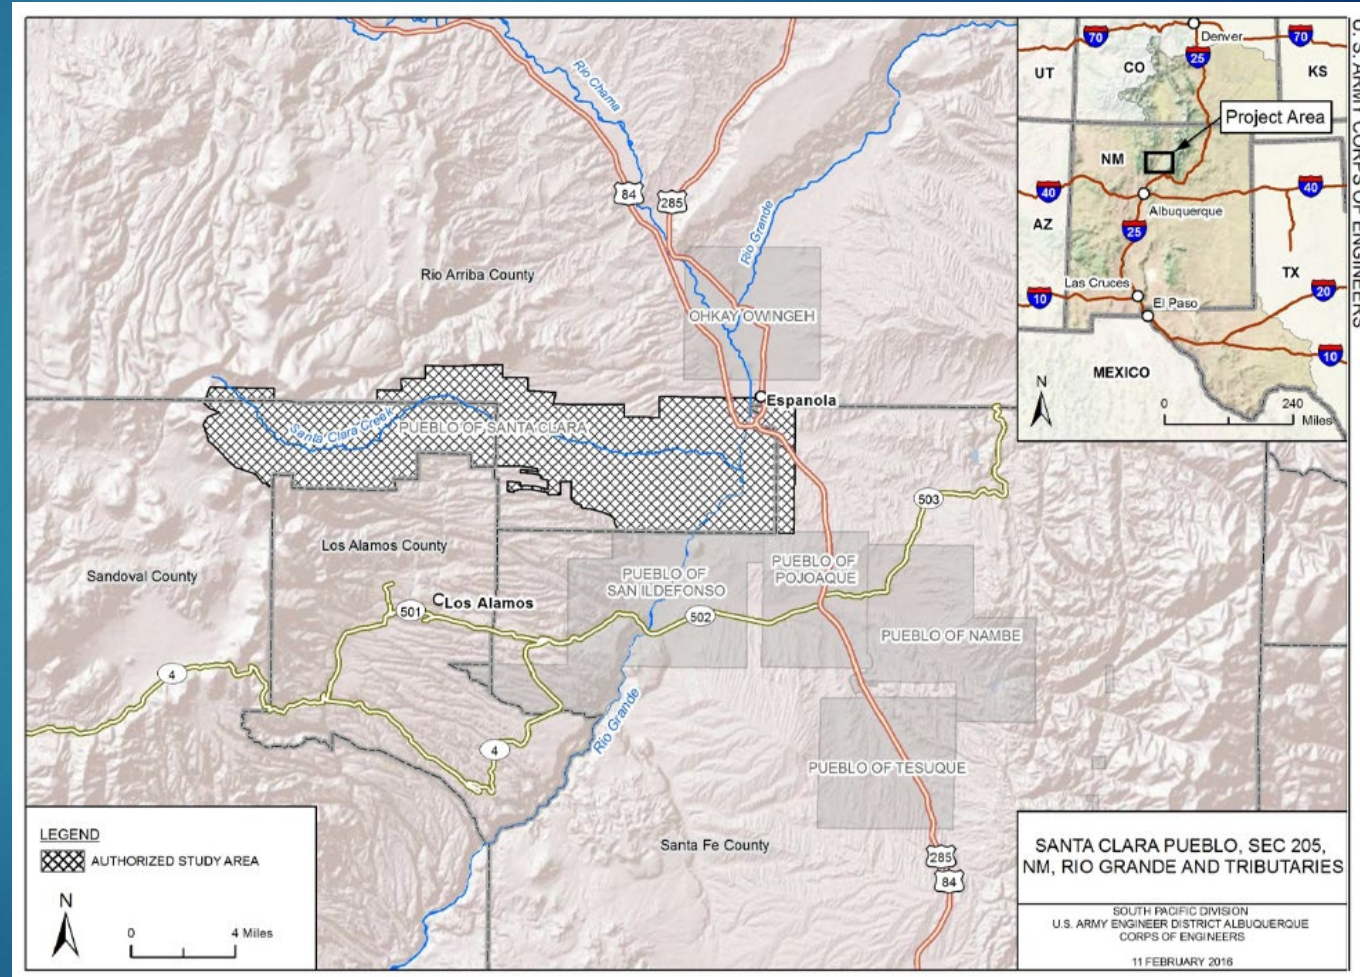 Rio Chama
84
285
Rio Grande
Rio Arriba County
OHKAY OWINGEH
Espanola
Santa Clara Creek
PUEBLO OF SANTA CLARA
503
Los Alamos County
Sandoval County
PUEBLO OF
SAN ILDEFONSO
PUEBLO OF
POJOAQUE
501
Los Alamos
502
PUEBLO OF NAMBE
4
Rio Grande
4
PUEBLO OF TESUQUE
Santa Fe County
285
84
LEGEND
AUTHORIZED STUDY AREA
N
0 4 Miles
70
Denver
70
25
UT
CO
KS
Project Area
NM
40
40
Albuquerque
AZ
25
TX
Las Cruces
10
El Paso
20
10
MEXICO
N
0 240
Miles
U. S. ARMY CORPS OF ENGINEERS
SANTA CLARA PUEBLO, SEC 205,
NM, RIO GRANDE AND TRIBUTARIES
SOUTH PACIFIC DIVISION
U.S. ARMY ENGINEER DISTRICT ALBUQUERQUE
CORPS OF ENGINEERS
11 FEBRUARY 2016